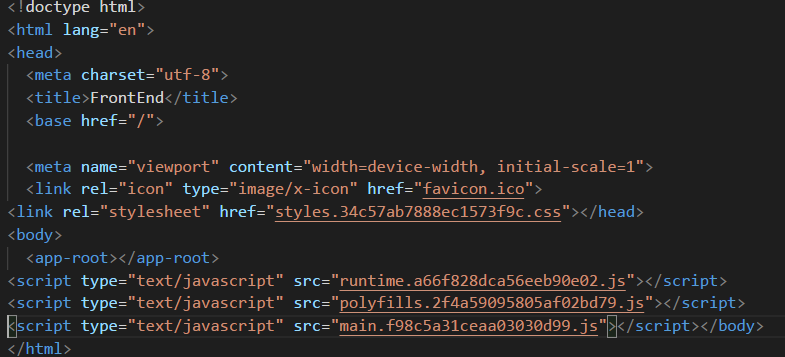 <!doctype html>
<html lang="en">
<head>
  <meta charset="utf-8">
  <title>FrontEnd</title>
  <base href="/">
  <meta name="viewport" content="width=device-width, initial-scale=1">
  <link rel="icon" type="image/x-icon" href="favicon.ico">
<link rel="stylesheet" href="styles.34c57ab7888ec1573f9c.css"></head>
<body>
  <app-root></app-root>
<script type="text/javascript" src="runtime.a66f828dca56eeb90e02.js"></script>
<script type="text/javascript" src="polyfills.2f4a59095805af02bd79.js"></script>
<script type="text/javascript" src="main.f98c5a31ceaa03030d99.js"></script></body>
</html>